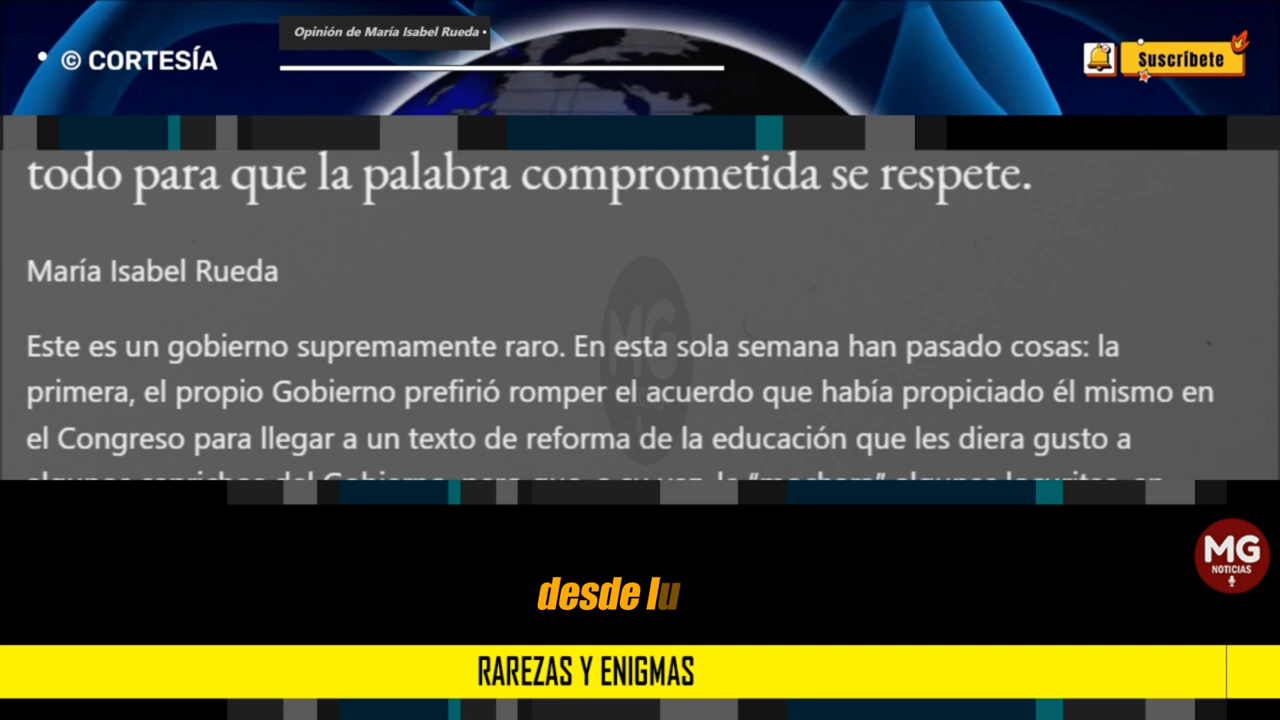 Opinión de María Isabel Rueda •
• © CORTESÍA
Suscríbete
todo para que la palabra comprometida se respete.
María Isabel Rueda
Este es un gobierno supremamente raro. En esta sola semana han pasado cosas: la
primera, el propio Gobierno prefirió romper el acuerdo que había propiciado él mismo en
el Congreso para llegar a un texto de reforma de la educación que les diera gusto a
MG
MG
NOTICIAS
desde lu
RAREZAS Y ENIGMAS